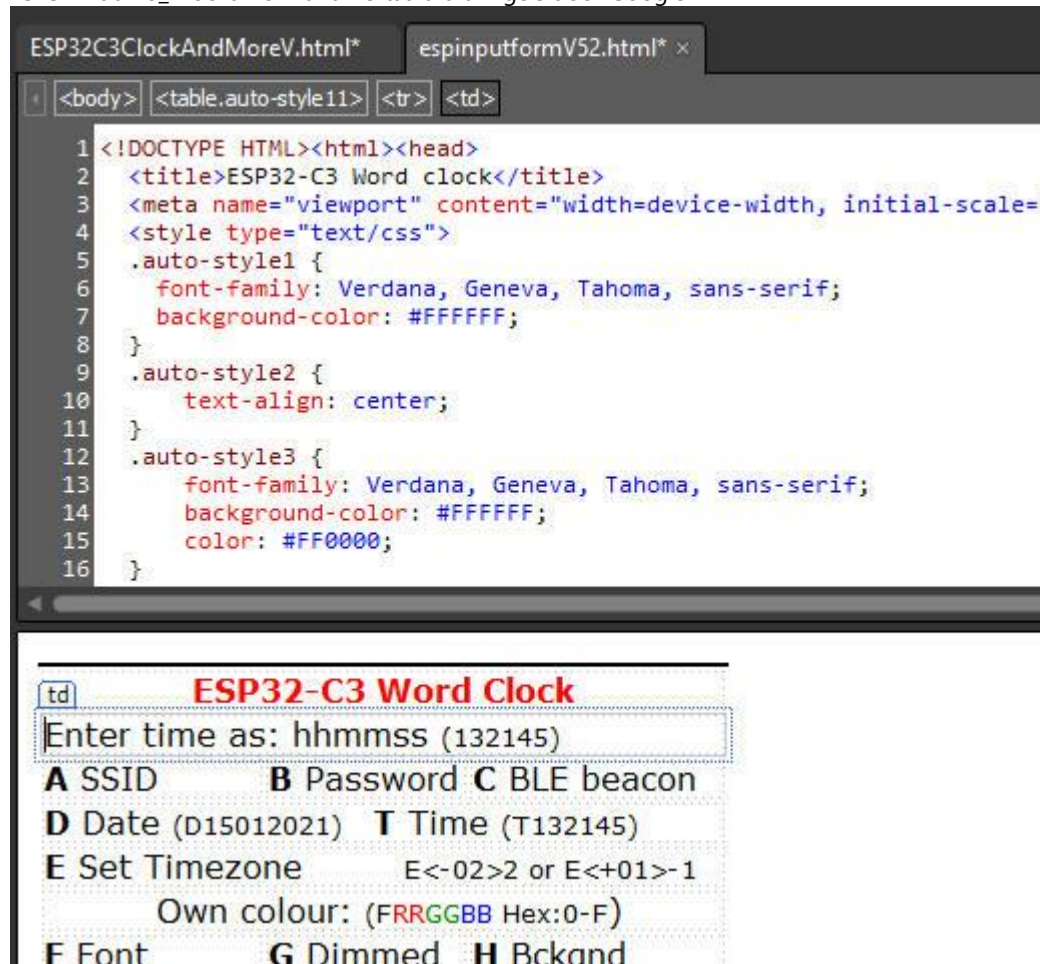 ESP32C3ClockAndMoreV.html* espinputformV52.html* ×
<body> <table.auto-style11> <tr> <td>
1 <!DOCTYPE HTML><html><head>
2 <title>ESP32-C3 Word clock</title>
3 <meta name="viewport" content="width=device-width, initial-scale=
4 <style type="text/css">
5 .auto-style1 {
6 font-family: Verdana, Geneva, Tahoma, sans-serif;
7 background-color: #FFFFFF;
8 }
9 .auto-style2 {
10 text-align: center;
11 }
12 .auto-style3 {
13 font-family: Verdana, Geneva, Tahoma, sans-serif;
14 background-color: #FFFFFF;
15 color: #FF0000;
16 }
td ESP32-C3 Word Clock
Enter time as: hhmmss (132145)
A SSID B Password C BLE beacon
D Date (D15012021) T Time (T132145)
E Set Timezone E<-02>2 or E<+01>-1
Own colour: (FRRGGBB Hex:0-F)
F Font G Dimmed H Bckgnd